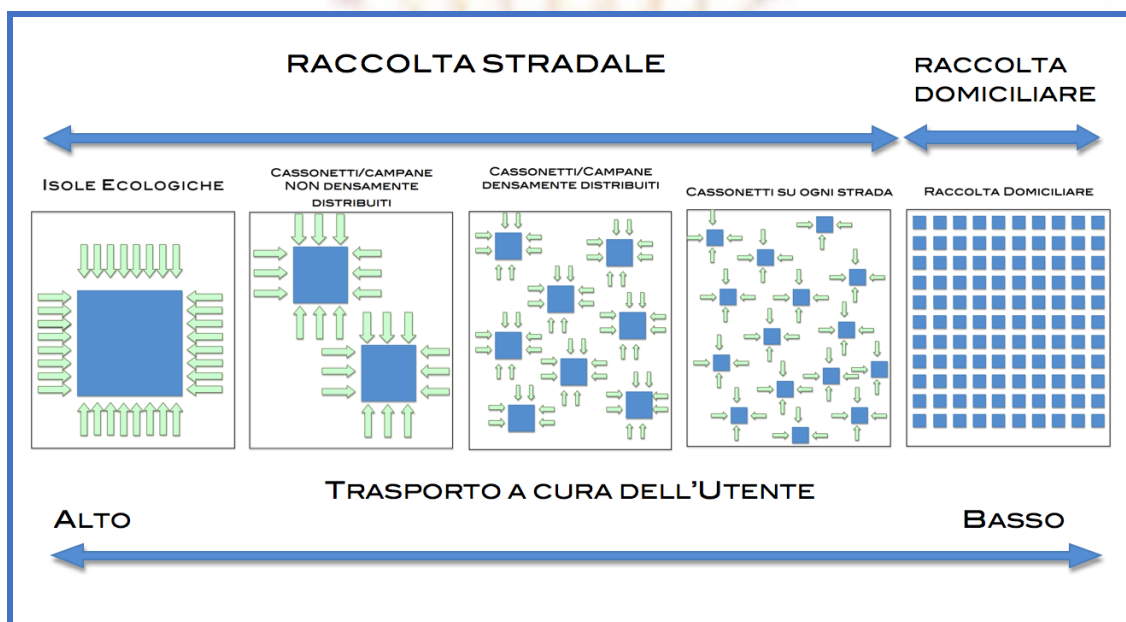 RACCOLTA STRADALE
RACCOLTA
DOMICILIARE
ISOLE ECOLOGICHE
CASSONETTI/CAMPANE
NON DENSAMENTE
DISTRIBUITI
CASSONETTI/CAMPANE
DENSAMENTE DISTRIBUITI
CASSONETTI SU OGNI STRADA
RACCOLTA DOMICILIARE
TRASPORTO A CURA DELL'UTENTE
ALTO
BASSO